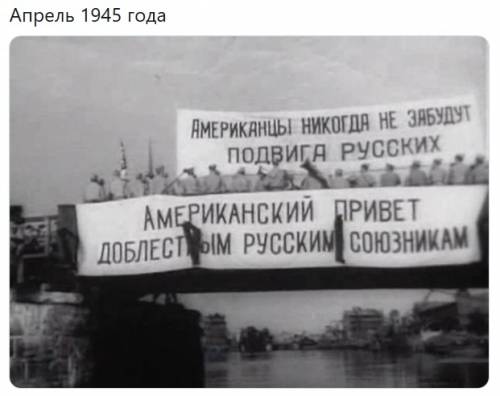 Апрель 1945 года
АМЕРИКАНЦЫ НИКОГДА НЕ ЗАБУДУТ
ПОДВИГА РУССКИХ
АМЕРИКАНСКИЙ ПРИВЕТ
ДОБЛЕСТНЫМ РУССКИМ СОЮЗНИКАМ